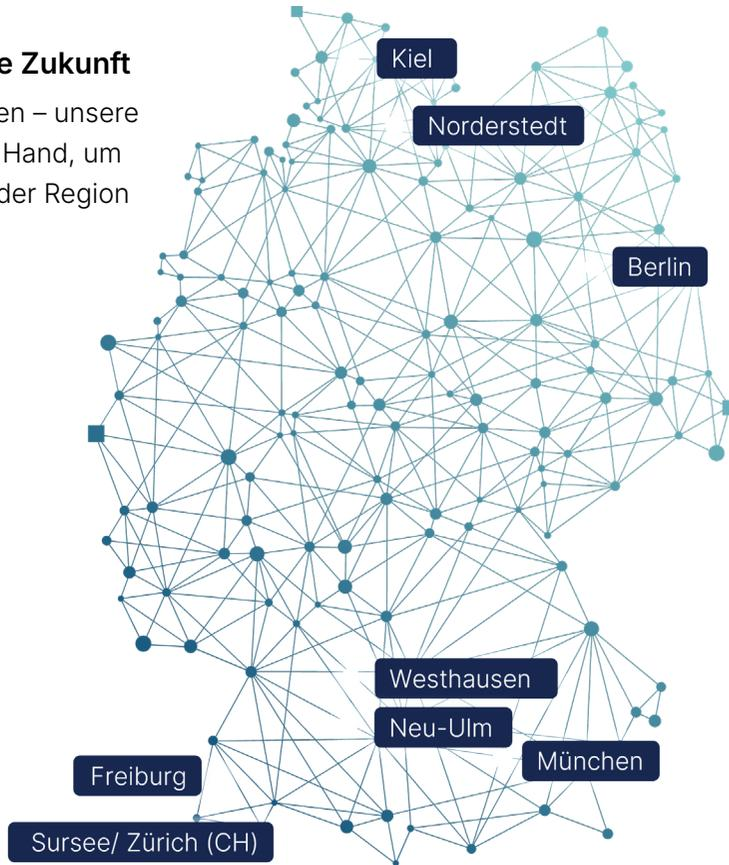 e Zukunft
en – unsere
Hand, um
der Region
Kiel
Norderstedt
Berlin
Westhausen
Neu-Ulm
München
Freiburg
Sursee/ Zürich (CH)